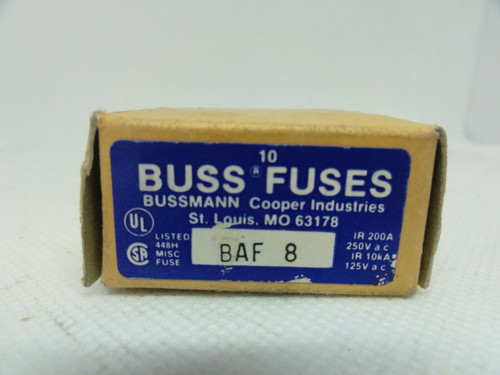 10
BUSS® FUSES
BUSSMANN Cooper Industries
St. Louis, MO 63178
UL
LISTED
448H
SA MISC
FUSE
BAF 8
IR 200A
250V a c
IR 10kA
125V a.c